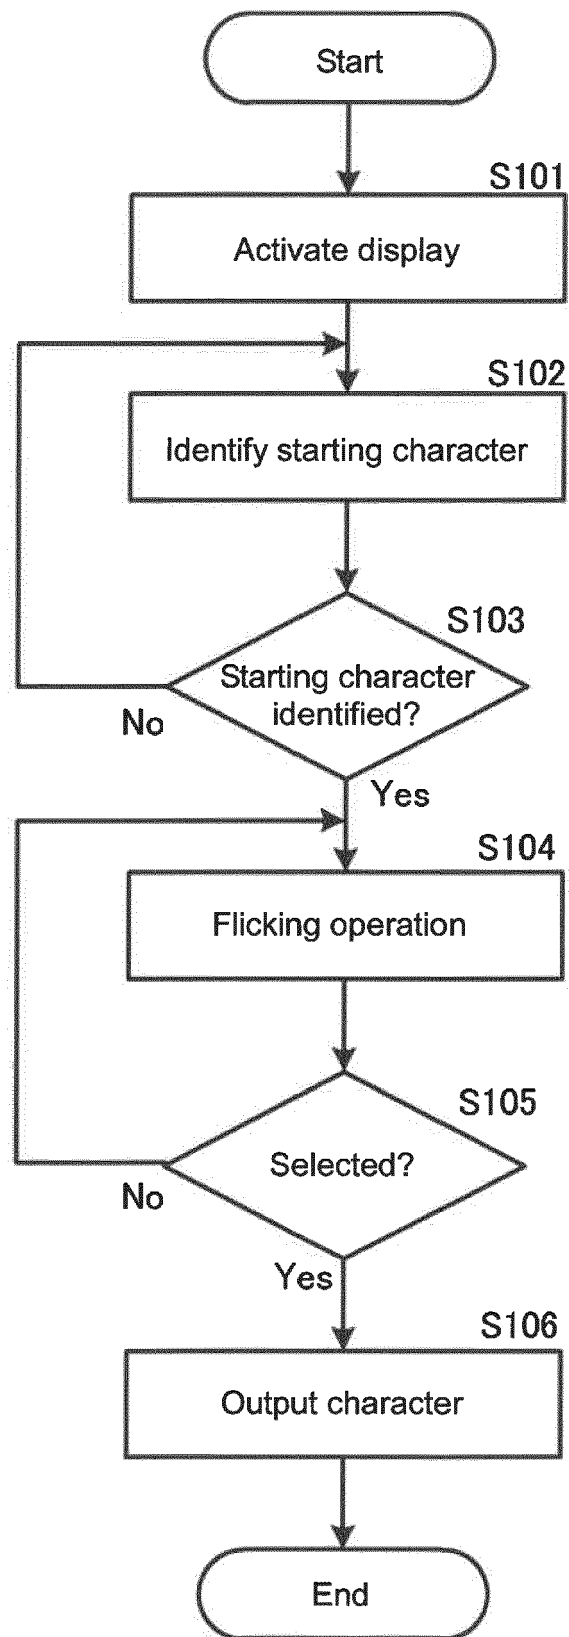 Start
S101
Activate display
S102
Identify starting character
S103
Starting character
identified?
No
Yes
S104
Flicking operation
S105
Selected?
No
Yes
S106
Output character
End